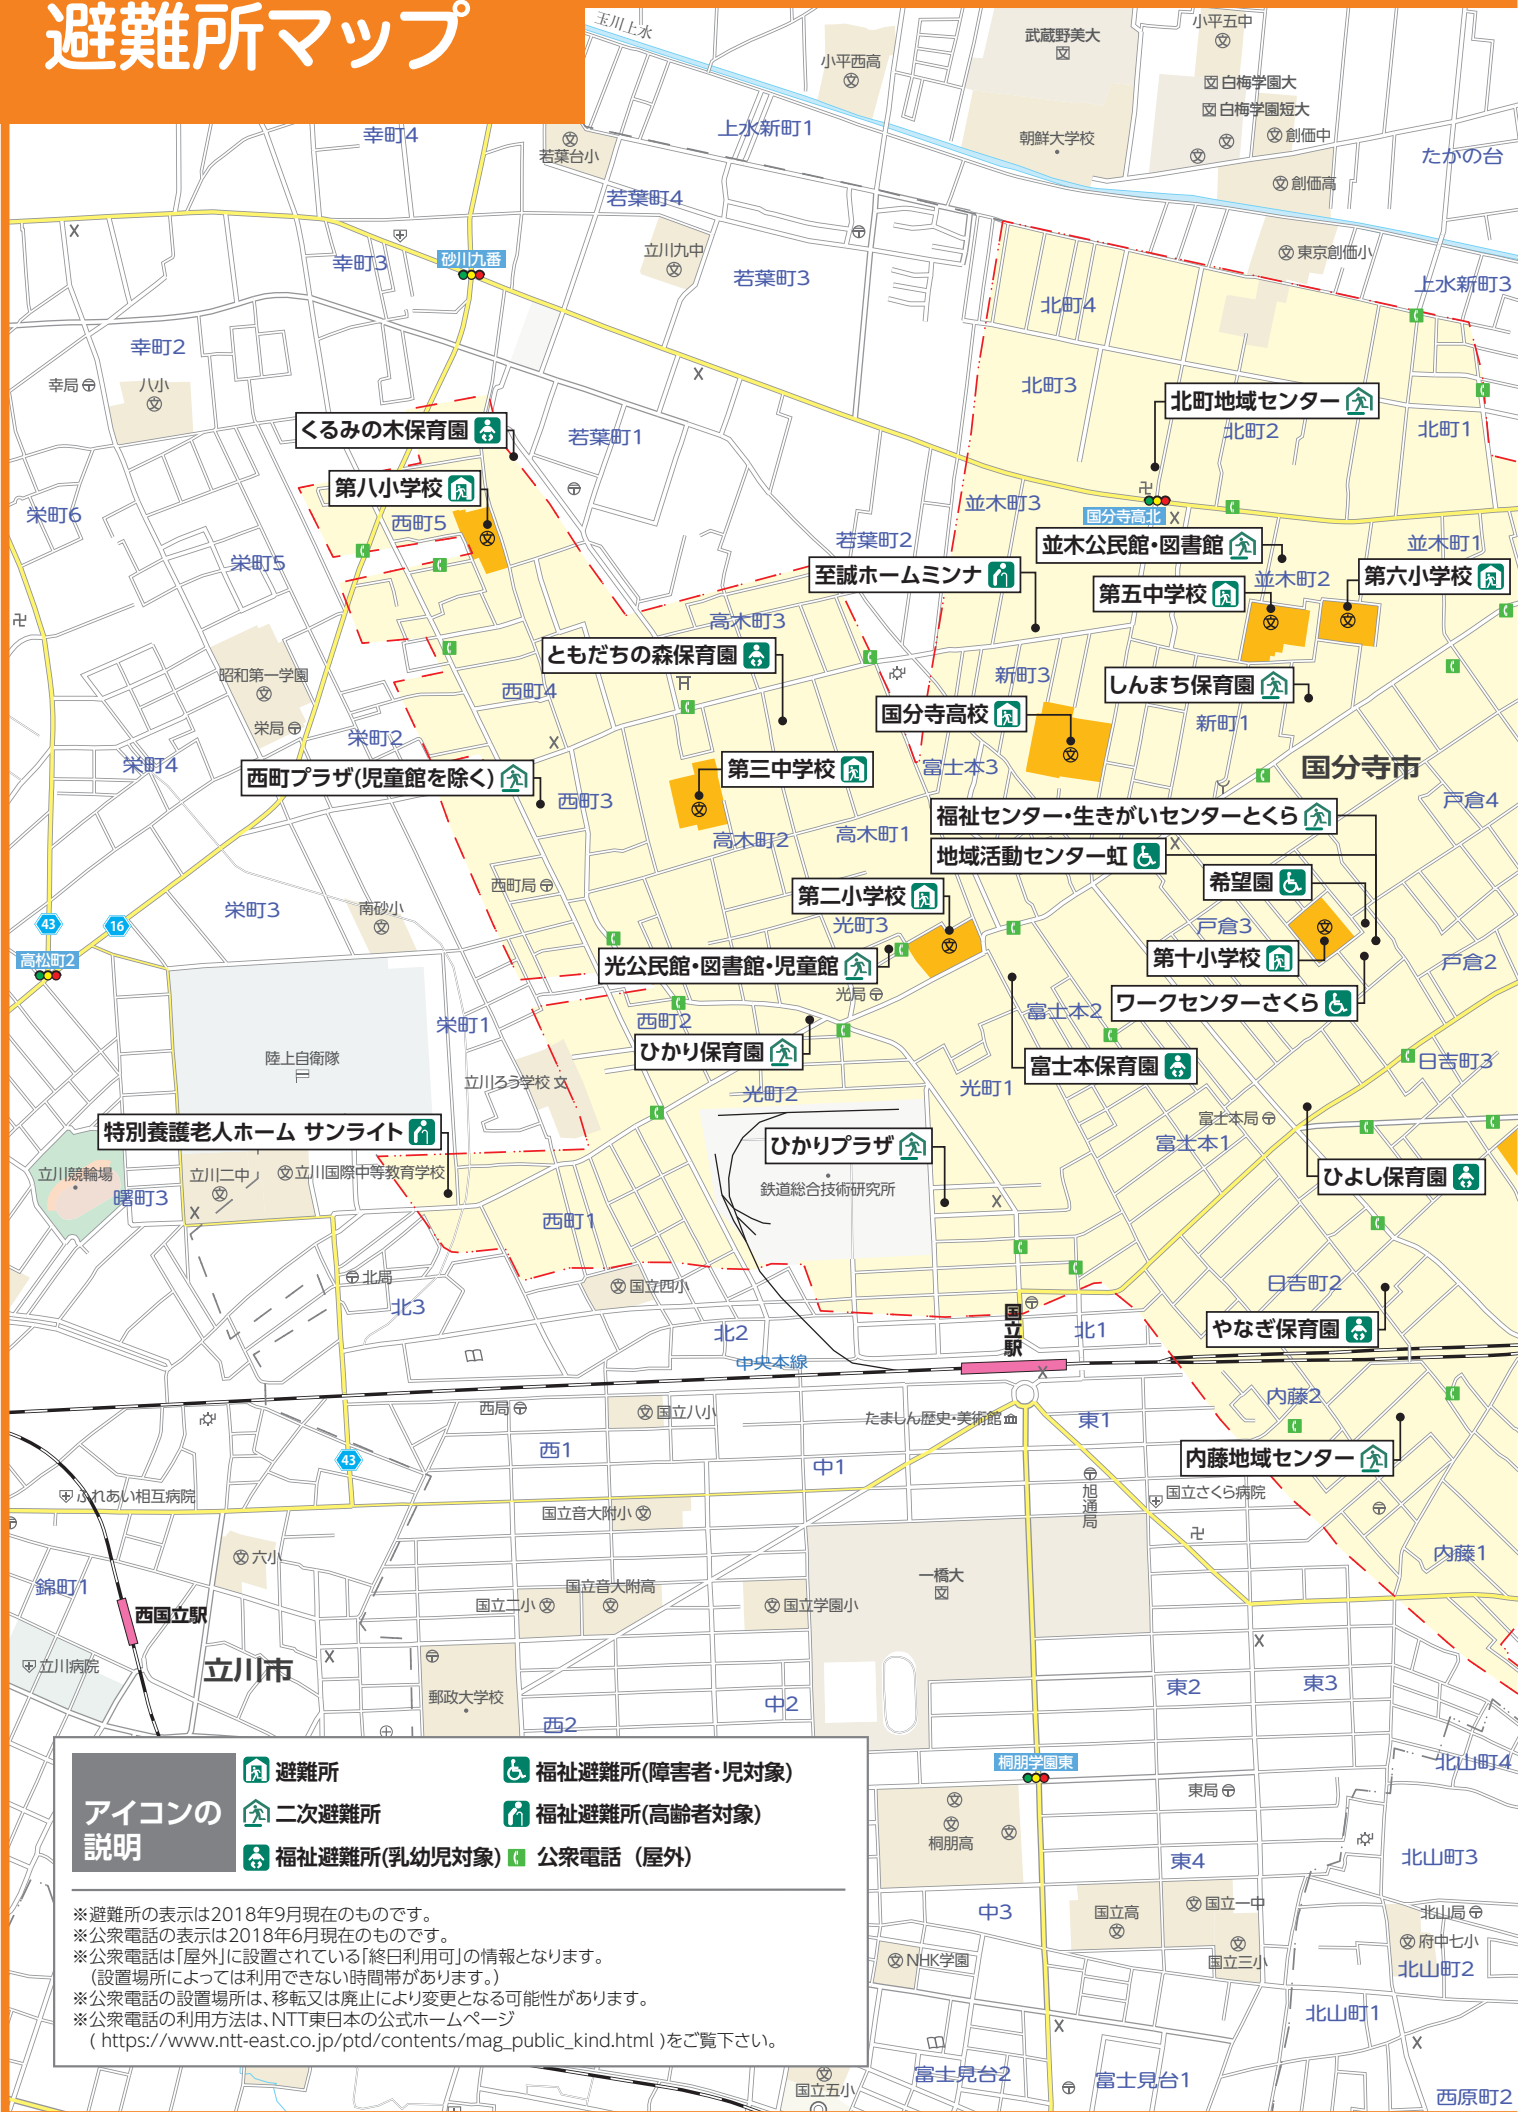 避難所マップ
玉川上水
小平西高
武蔵野美大
小平五中
白梅学園大
白梅学園短大
創価中
朝鮮大学校
創価高
たかの台
幸町4
若葉台小
上水新町1
若葉町4
立川九中
東京創価小
上水新町3
幸町3
砂川九番
若葉町3
北町4
幸町2
幸局
八小
北町3
北町地域センター
北町2
北町1
くるみの木保育園
若葉町1
第八小学校
西町5
栄町6
栄町5
並木町3
国分寺高北
若葉町2
並木公民館・図書館
並木町1
至誠ホームミンナ
第五中学校
並木町2
第六小学校
高木町3
ともだちの森保育園
昭和第一学園
西町4
新町3
しんまち保育園
国分寺高校
新町1
栄局
栄町2
栄町4
西町プラザ(児童館を除く)
西町3
第三中学校
富士本3
国分寺市
戸倉4
福祉センター・生きがいセンターとくら
高木町2
高木町1
地域活動センター虹
希望園
西町局
第二小学校
栄町3
南砂小
光町3
戸倉3
43
16
高松町2
光公民館・図書館・児童館
第十小学校
戸倉2
光局
ワークセンターさくら
栄町1
西町2
富士本2
陸上自衛隊
ひかり保育園
富士本保育園
日吉町3
立川ろう学校
光町2
光町1
富士本局
特別養護老人ホーム サンライト
ひかりプラザ
富士本1
立川競輪場
立川二中
立川国際中等教育学校
鉄道総合技術研究所
ひよし保育園
曙町3
西町1
北局
国立四小
日吉町2
北3
国立駅
北2
北1
やなぎ保育園
中央本線
内藤2
西局
国立八小
たましん歴史・美術館
東1
西1
中1
内藤地域センター
43
ふれあい相互病院
国立音大附小
旭通局
国立さくら病院
六小
内藤1
錦町1
国立音大附高
一橋大
国立二小
国立学園小
西国立駅
立川病院
立川市
郵政大学校
西2
中2
東2
東3
桐朋学園東
北山町4
東局
桐朋高
東4
北山町3
中3
国立高
国立一中
北山局
NHK学園
国立三小
府中七小
北山町2
北山町1
富士見台2
富士見台1
国立五小
西原町2
アイコンの
説明
避難所
福祉避難所(障害者・児対象)
二次避難所
福祉避難所(高齢者対象)
福祉避難所(乳幼児対象)
公衆電話（屋外）
※避難所の表示は2018年9月現在のものです。
※公衆電話の表示は2018年6月現在のものです。
※公衆電話は「屋外」に設置されている「終日利用可」の情報となります。
（設置場所によっては利用できない時間帯があります。）
※公衆電話の設置場所は、移転又は廃止により変更となる可能性があります。
※公衆電話の利用方法は、NTT東日本の公式ホームページ
( https://www.ntt-east.co.jp/ptd/contents/mag_public_kind.html )をご覧下さい。